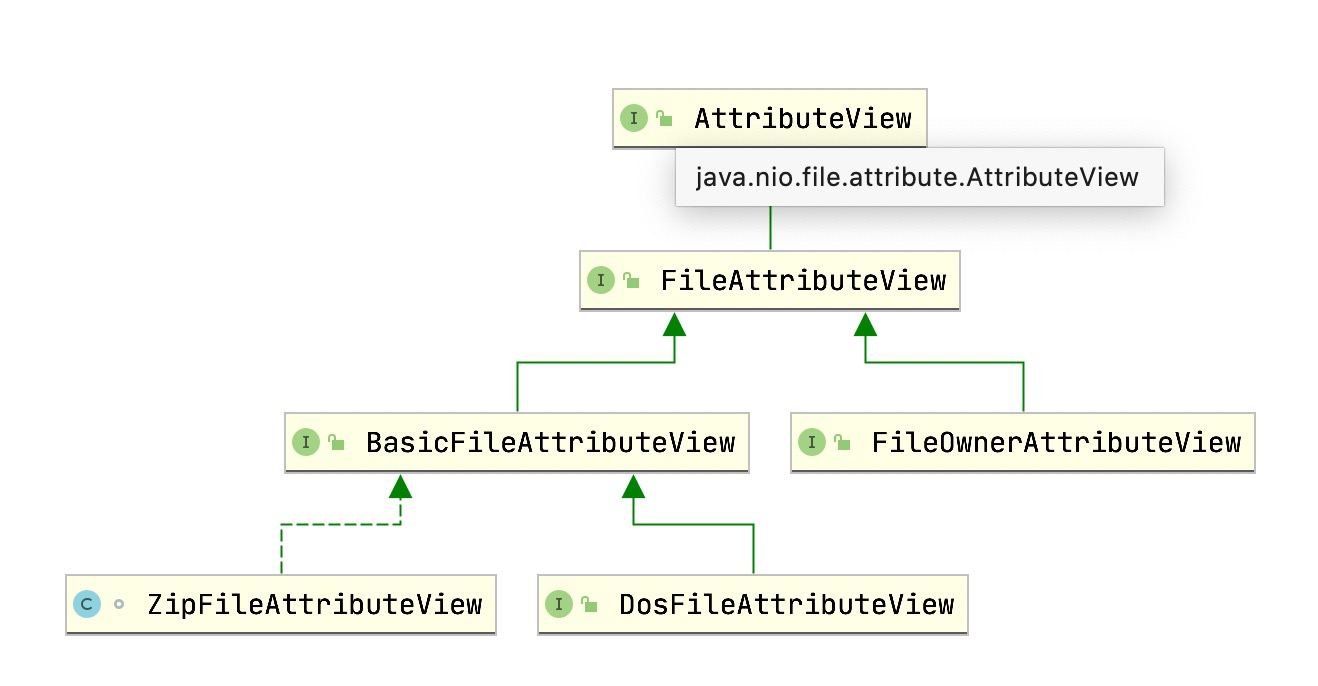 I AttributeView
java.nio.file.attribute.AttributeView
I FileAttributeView
I BasicFileAttributeView
I FileOwnerAttributeView
C ZipFileAttributeView
I DosFileAttributeView